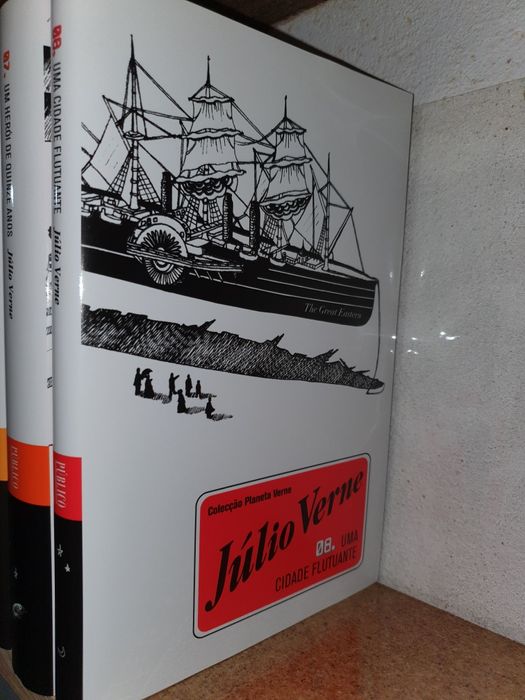 07. UM HERÓI DE QUINZE ANOS Júlio Verne
PÚBLICO
08. UMA CIDADE FLUTUANTE Júlio Verne
PÚBLICO
The Great Eastern
Colecção Planeta Verne
Júlio Verne
08. UMA
CIDADE FLUTUANTE